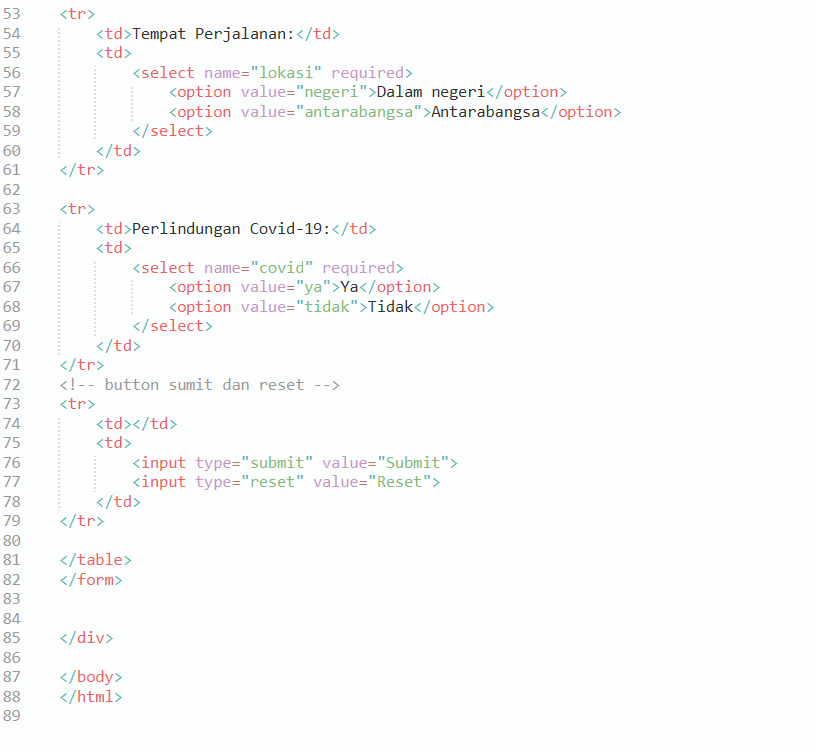 53 <tr>
54 <td>Tempat Perjalanan:</td>
55 <td>
56 <select name="lokasi" required>
57 <option value="negeri">Dalam negeri</option>
58 <option value="antarabangsa">Antarabangsa</option>
59 </select>
60 </td>
61 </tr>
62
63 <tr>
64 <td>Perlindungan Covid-19:</td>
65 <td>
66 <select name="covid" required>
67 <option value="ya">Ya</option>
68 <option value="tidak">Tidak</option>
69 </select>
70 </td>
71 </tr>
72 <!-- button sumit dan reset -->
73 <tr>
74 <td></td>
75 <td>
76 <input type="submit" value="Submit">
77 <input type="reset" value="Reset">
78 </td>
79 </tr>
80
81 </table>
82 </form>
83
84
85 </div>
86
87 </body>
88 </html>
89